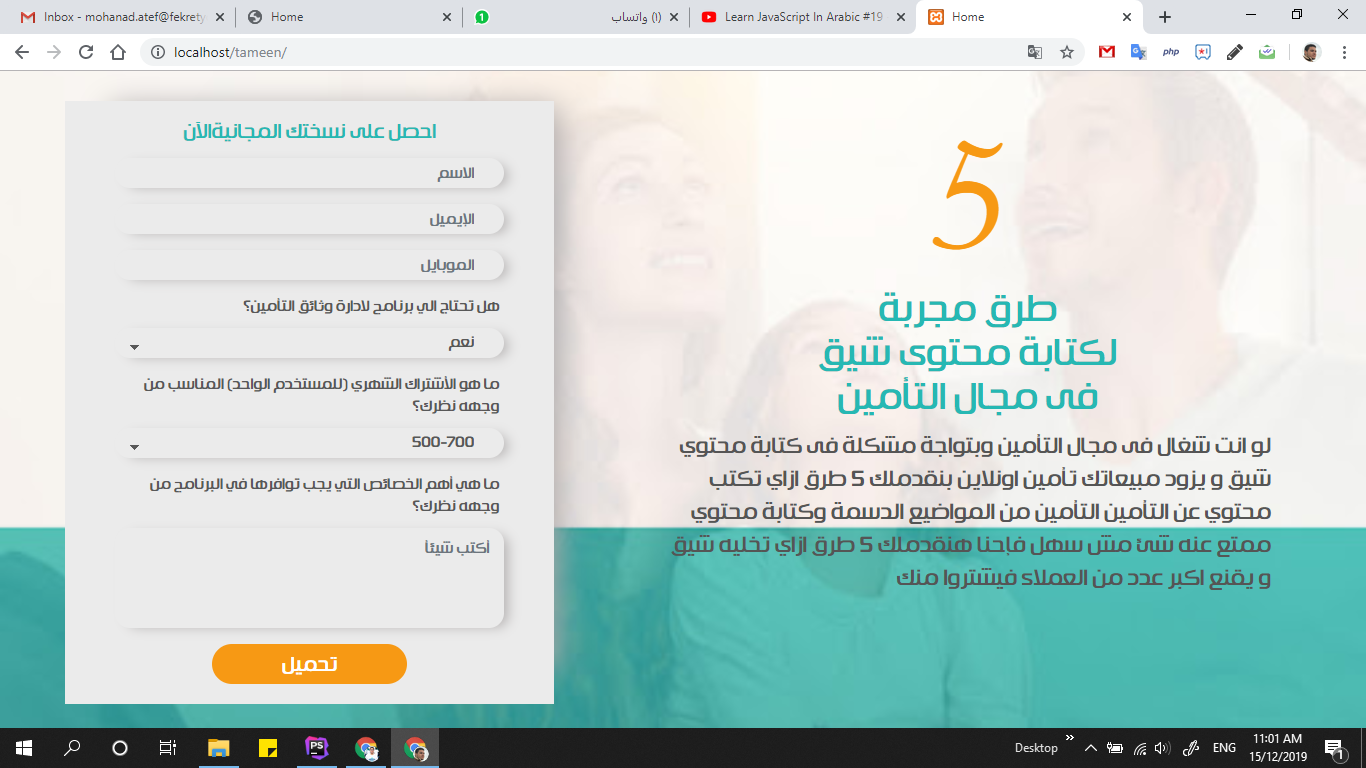 Inbox - mohanad.atef@fekrety
Home
(١) واتساب
Learn JavaScript In Arabic #19
Home
localhost/tameen/
php
5
طرق مجربة
لكتابة محتوى شيق
فى مجال التأمين
لو انت شغال فى مجال التأمين وبتواجة مشكلة فى كتابة محتوي
شيق و يزود مبيعاتك تأمين اونلاين بنقدملك 5 طرق ازاي تكتب
محتوي عن التأمين التأمين من المواضيع الدسمة وكتابة محتوي
ممتع عنه شئ مش سهل فإحنا هنقدملك 5 طرق ازاي تخليه شيق
و يقنع اكبر عدد من العملاء فيشتروا منك
احصل على نسختك المجانيةالآن
الاسم
الإيميل
الموبايل
هل تحتاج الي برنامج لادارة وثائق التأمين؟
نعم
ما هو الأشتراك الشهري (للمستخدم الواحد) المناسب من
وجهه نظرك؟
500-700
ما هي أهم الخصائص التي يجب توافرها في البرنامج من
وجهه نظرك؟
أكتب شيئأ
تحميل
PS
Desktop
ENG
11:01 AM
15/12/2019
1